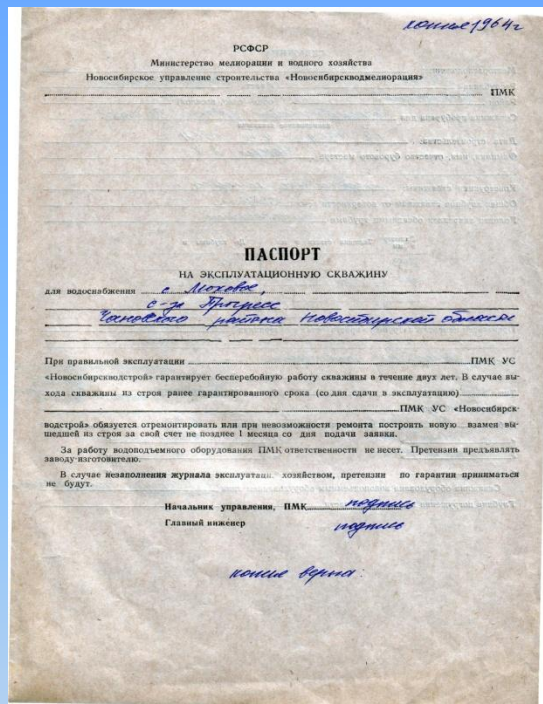 копия 1964г
РСФСР
Министерство мелиорации и водного хозяйства
Новосибирское управление строительства «Новосибирскводмелиорация»
ПМК
ПАСПОРТ
НА ЭКСПЛУАТАЦИОННУЮ СКВАЖИНУ
для водоснабжения с. Моховое,
с-за Прогресс
Чановского района Новосибирской области
При правильной эксплуатации ПМК УС
«Новосибирскводстрой» гарантирует бесперебойную работу скважины в течение двух лет. В случае вы-
хода скважины из строя ранее гарантированного срока (со дня сдачи в эксплуатацию)
ПМК УС «Новосибирск-
водстрой» обязуется отремонтировать или при невозможности ремонта построить новую взамен вы-
шедшей из строя за свой счет не позднее 1 месяца со дня подачи заявки.
За работу водоподъемного оборудования ПМК ответственности не несет. Претензии предъявлять
заводу-изготовителю.
В случае незаполнения журнала эксплуатац. хозяйством, претензии по гарантии приниматься
не будут.
Начальник управления, ПМК подпись
Главный инженер подпись
копия верна: